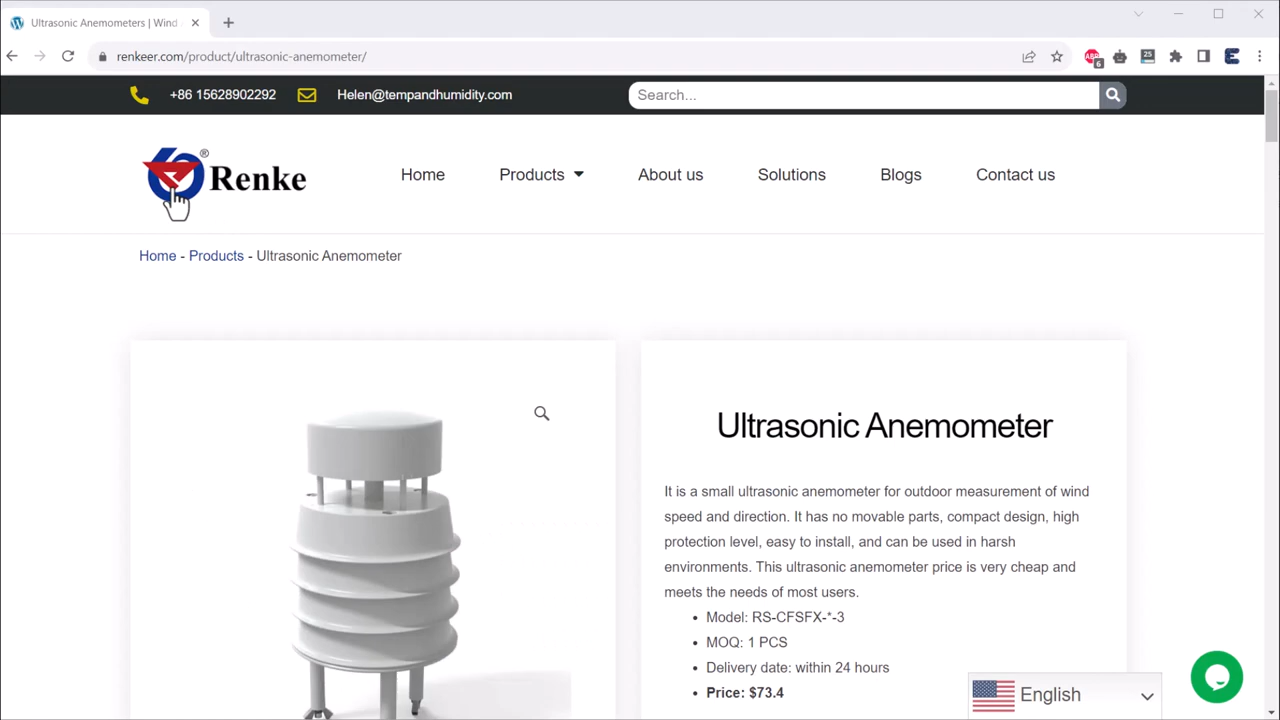 Ultrasonic Anemometers | Wind
renkeer.com/product/ultrasonic-anemometer/
ABP
6
25
+86 15628902292
Helen@tempandhumidity.com
Search...
Renke
®
Home
Products
About us
Solutions
Blogs
Contact us
Home - Products - Ultrasonic Anemometer
Ultrasonic Anemometer
It is a small ultrasonic anemometer for outdoor measurement of wind
speed and direction. It has no movable parts, compact design, high
protection level, easy to install, and can be used in harsh
environments. This ultrasonic anemometer price is very cheap and
meets the needs of most users.
• Model: RS-CFSFX-*-3
• MOQ: 1 PCS
• Delivery date: within 24 hours
• Price: $73.4
English